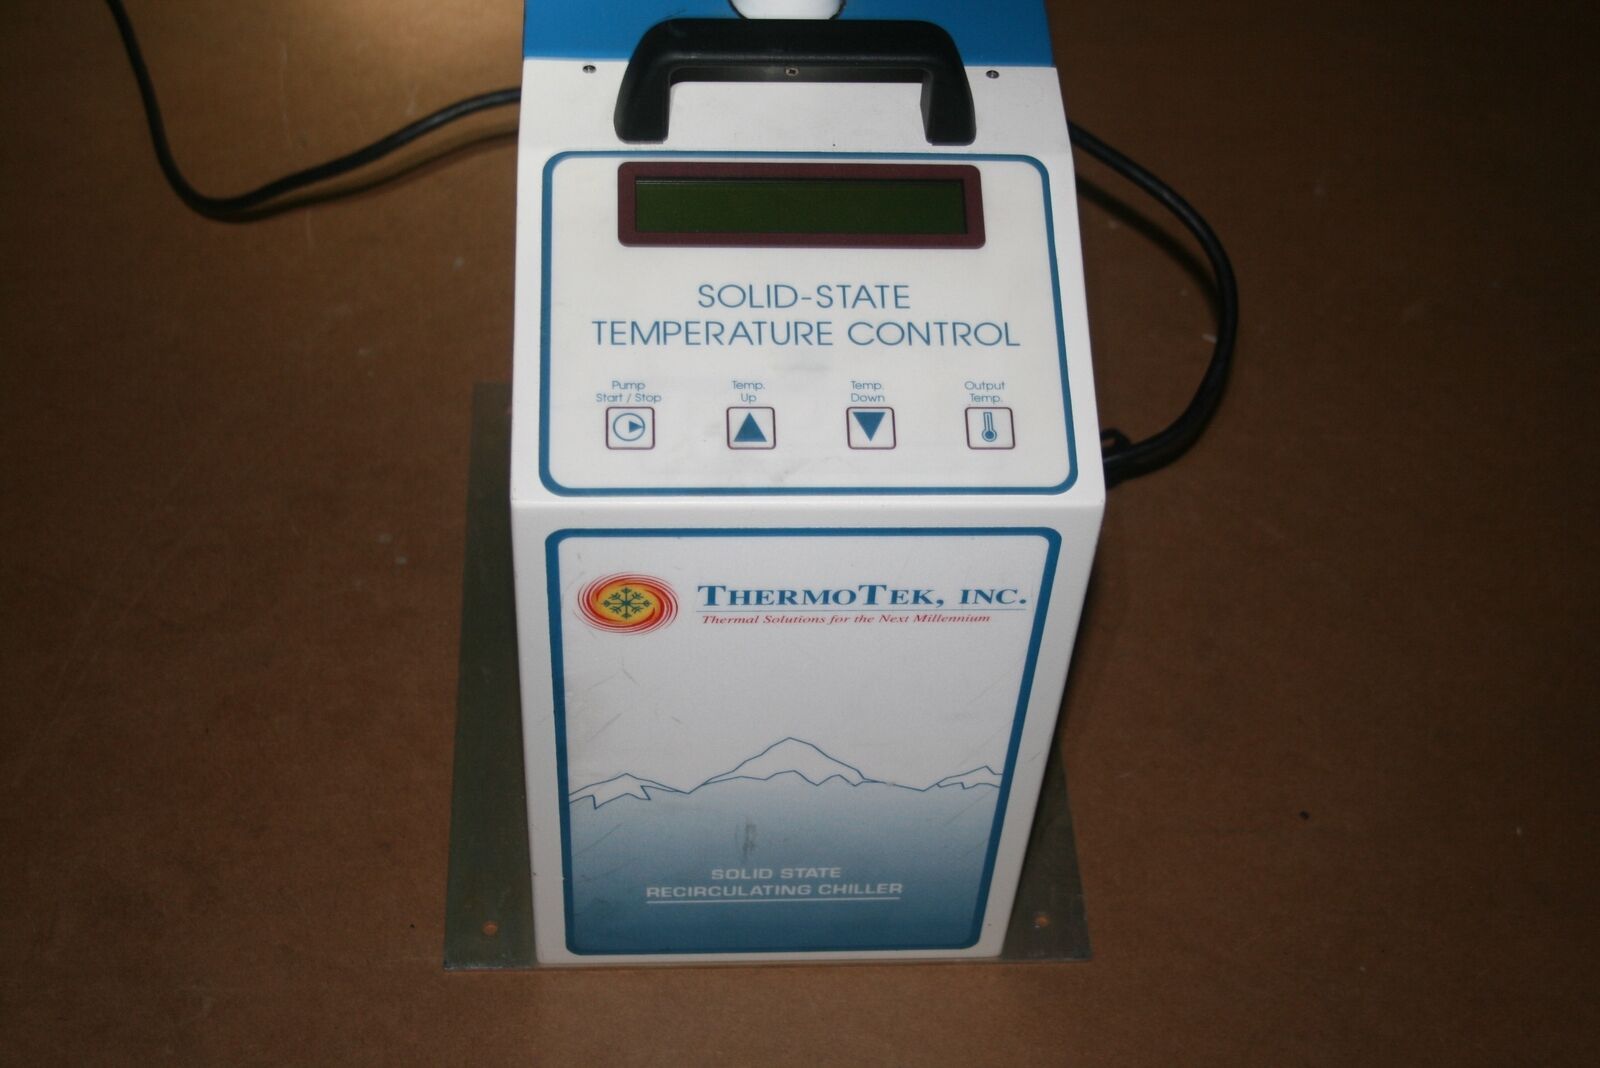 SOLID-STATE
TEMPERATURE CONTROL
Pump
Start / Stop
Temp.
Up
Temp.
Down
Output
Temp.
THERMOTEK, INC.
Thermal Solutions for the Next Millennium
SOLID STATE
RECIRCULATING CHILLER